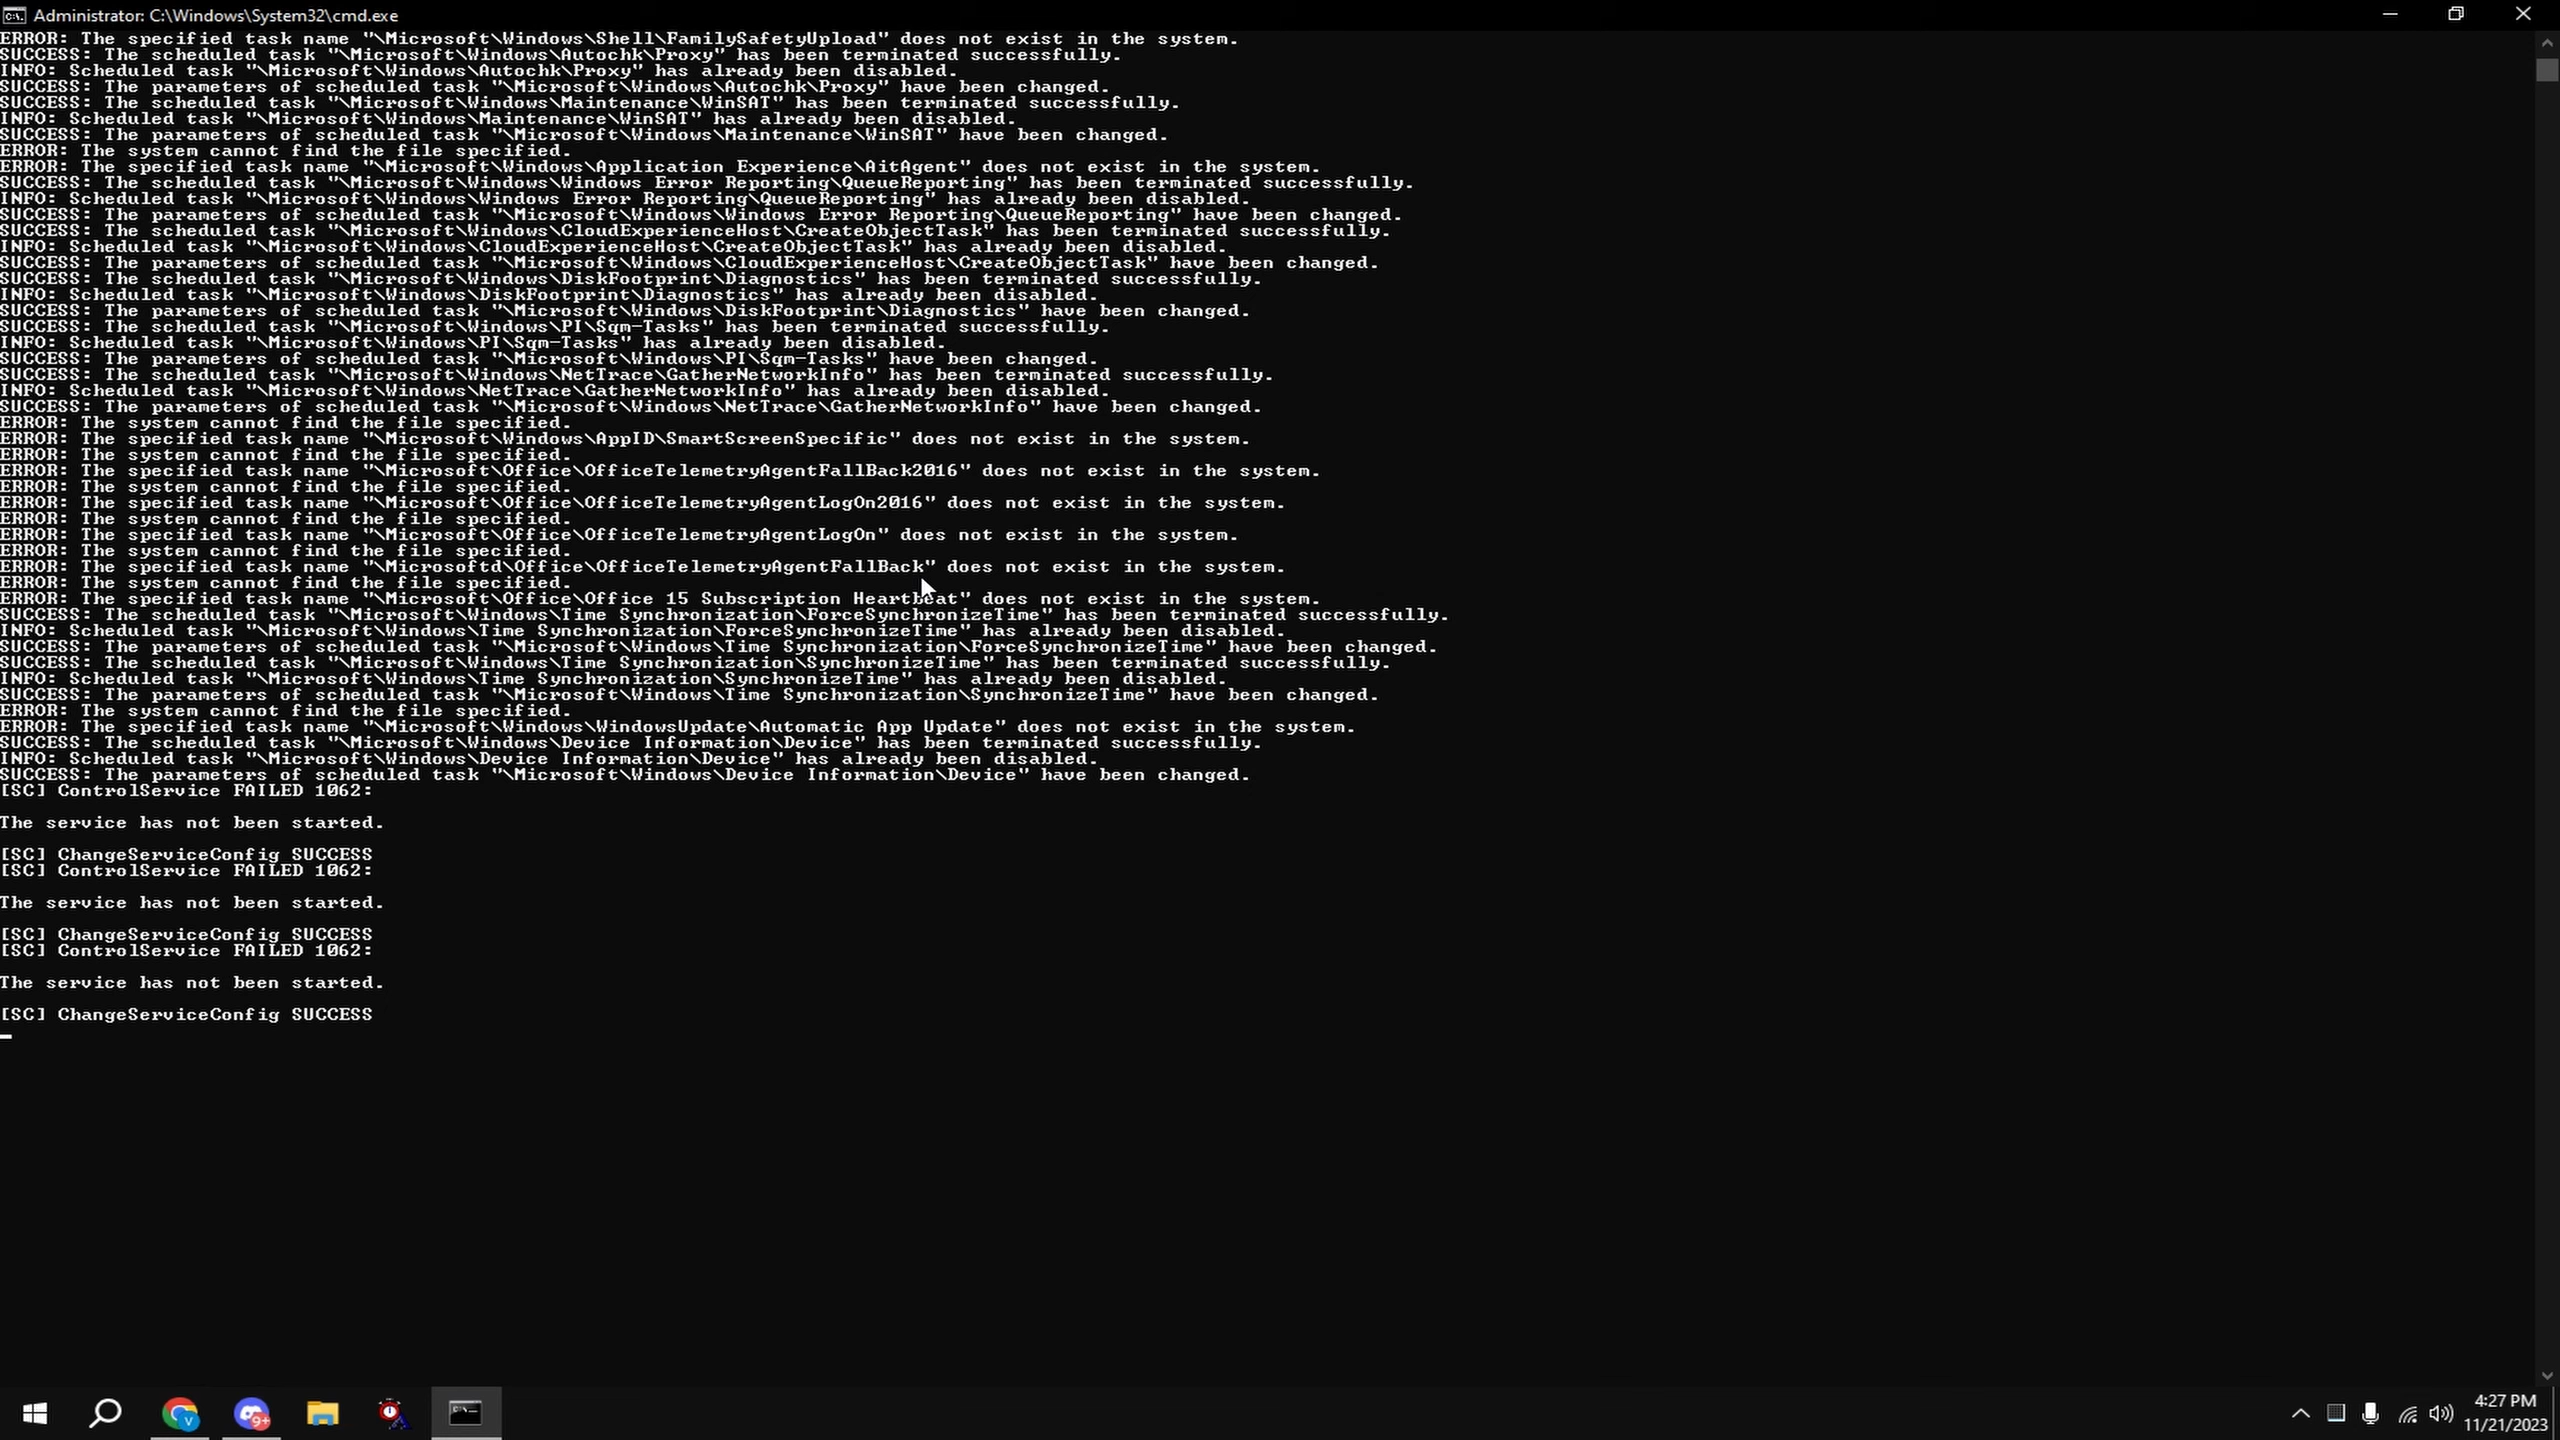 Administrator: C:\Windows\System32\cmd.exe
ERROR: The specified task name "\Microsoft\Windows\Shell\FamilySafetyUpload" does not exist in the system.
SUCCESS: The scheduled task "\Microsoft\Windows\Autochk\Proxy" has been terminated successfully.
INFO: Scheduled task "\Microsoft\Windows\Autochk\Proxy" has already been disabled.
SUCCESS: The parameters of scheduled task "\Microsoft\Windows\Autochk\Proxy" have been changed.
SUCCESS: The scheduled task "\Microsoft\Windows\Maintenance\WinSAT" has been terminated successfully.
INFO: Scheduled task "\Microsoft\Windows\Maintenance\WinSAT" has already been disabled.
SUCCESS: The parameters of scheduled task "\Microsoft\Windows\Maintenance\WinSAT" have been changed.
ERROR: The system cannot find the file specified.
ERROR: The specified task name "\Microsoft\Windows\Application Experience\AitAgent" does not exist in the system.
SUCCESS: The scheduled task "\Microsoft\Windows\Windows Error Reporting\QueueReporting" has been terminated successfully.
INFO: Scheduled task "\Microsoft\Windows\Windows Error Reporting\QueueReporting" has already been disabled.
SUCCESS: The parameters of scheduled task "\Microsoft\Windows\Windows Error Reporting\QueueReporting" have been changed.
SUCCESS: The scheduled task "\Microsoft\Windows\CloudExperienceHost\CreateObjectTask" has been terminated successfully.
INFO: Scheduled task "\Microsoft\Windows\CloudExperienceHost\CreateObjectTask" has already been disabled.
SUCCESS: The parameters of scheduled task "\Microsoft\Windows\CloudExperienceHost\CreateObjectTask" have been changed.
SUCCESS: The scheduled task "\Microsoft\Windows\DiskFootprint\Diagnostics" has been terminated successfully.
INFO: Scheduled task "\Microsoft\Windows\DiskFootprint\Diagnostics" has already been disabled.
SUCCESS: The parameters of scheduled task "\Microsoft\Windows\DiskFootprint\Diagnostics" have been changed.
SUCCESS: The scheduled task "\Microsoft\Windows\PI\Sqm-Tasks" has been terminated successfully.
INFO: Scheduled task "\Microsoft\Windows\PI\Sqm-Tasks" has already been disabled.
SUCCESS: The parameters of scheduled task "\Microsoft\Windows\PI\Sqm-Tasks" have been changed.
SUCCESS: The scheduled task "\Microsoft\Windows\NetTrace\GatherNetworkInfo" has been terminated successfully.
INFO: Scheduled task "\Microsoft\Windows\NetTrace\GatherNetworkInfo" has already been disabled.
SUCCESS: The parameters of scheduled task "\Microsoft\Windows\NetTrace\GatherNetworkInfo" have been changed.
ERROR: The system cannot find the file specified.
ERROR: The specified task name "\Microsoft\Windows\AppID\SmartScreenSpecific" does not exist in the system.
ERROR: The system cannot find the file specified.
ERROR: The specified task name "\Microsoft\Office\OfficeTelemetryAgentFallBack2016" does not exist in the system.
ERROR: The system cannot find the file specified.
ERROR: The specified task name "\Microsoft\Office\OfficeTelemetryAgentLogOn2016" does not exist in the system.
ERROR: The system cannot find the file specified.
ERROR: The specified task name "\Microsoft\Office\OfficeTelemetryAgentLogOn" does not exist in the system.
ERROR: The system cannot find the file specified.
ERROR: The specified task name "\Microsoftd\Office\OfficeTelemetryAgentFallBack" does not exist in the system.
ERROR: The system cannot find the file specified.
ERROR: The specified task name "\Microsoft\Office\Office 15 Subscription Heartbeat" does not exist in the system.
SUCCESS: The scheduled task "\Microsoft\Windows\Time Synchronization\ForceSynchronizeTime" has been terminated successfully.
INFO: Scheduled task "\Microsoft\Windows\Time Synchronization\ForceSynchronizeTime" has already been disabled.
SUCCESS: The parameters of scheduled task "\Microsoft\Windows\Time Synchronization\ForceSynchronizeTime" have been changed.
SUCCESS: The scheduled task "\Microsoft\Windows\Time Synchronization\SynchronizeTime" has been terminated successfully.
INFO: Scheduled task "\Microsoft\Windows\Time Synchronization\SynchronizeTime" has already been disabled.
SUCCESS: The parameters of scheduled task "\Microsoft\Windows\Time Synchronization\SynchronizeTime" have been changed.
ERROR: The system cannot find the file specified.
ERROR: The specified task name "\Microsoft\Windows\WindowsUpdate\Automatic App Update" does not exist in the system.
SUCCESS: The scheduled task "\Microsoft\Windows\Device Information\Device" has been terminated successfully.
INFO: Scheduled task "\Microsoft\Windows\Device Information\Device" has already been disabled.
SUCCESS: The parameters of scheduled task "\Microsoft\Windows\Device Information\Device" have been changed.
[SC] ControlService FAILED 1062:
The service has not been started.
[SC] ChangeServiceConfig SUCCESS
[SC] ControlService FAILED 1062:
The service has not been started.
[SC] ChangeServiceConfig SUCCESS
[SC] ControlService FAILED 1062:
The service has not been started.
[SC] ChangeServiceConfig SUCCESS
V
9+
4:27 PM
11/21/2023